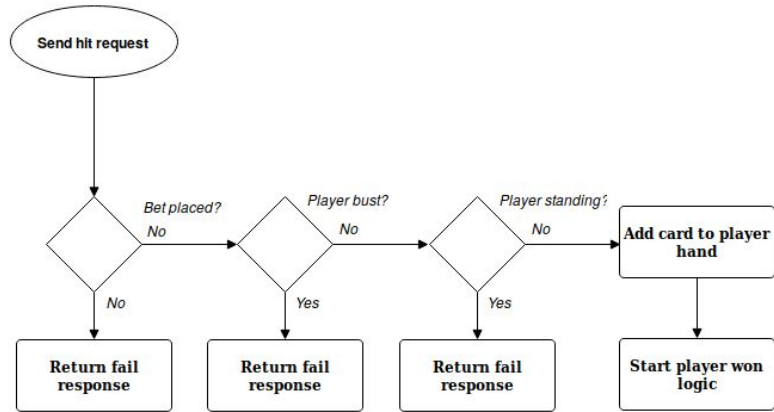 Send hit request
Bet placed?
Player bust?
Player standing?
No
No
No
Add card to player
hand
No
Yes
Yes
Return fail
response
Return fail
response
Return fail
response
Start player won
logic